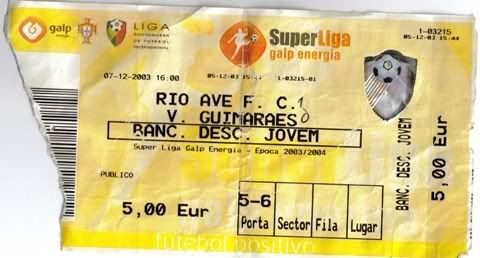 galp
energia
LIGA
PORTUGUESA
DE FUTEBOL
PROFISSIONAL
SuperLiga
galp energia
1-03215
05-12-03 15:44
07-12-2003 16:00
05-12-03 15:44
1-03215-01
RIO AVE F. C. 1
V. GUIMARAES 0
BANC. DESC. JOVEM
Super Liga Galp Energia - Epoca 2003/2004
PUBLICO
5,00 Eur
5-6
Porta
Sector
Fila
Lugar
futebol positivo
BANC. DESC. JOVEM
5,00 Eur